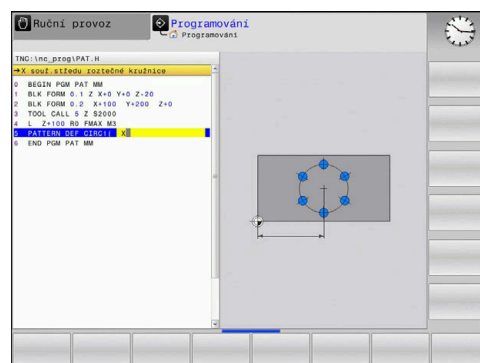 Ruční provoz
Programování
Programování
TNC:\nc_prog\PAT.H
→X souř.středu roztečné kružnice
0 BEGIN PGM PAT MM
1 BLK FORM 0.1 Z X+0 Y+0 Z-20
2 BLK FORM 0.2 X+100 Y+200 Z+0
3 TOOL CALL 5 Z S2000
4 L Z+100 R0 FMAX M3
5 PATTERN DEF CIRC1( X
6 END PGM PAT MM